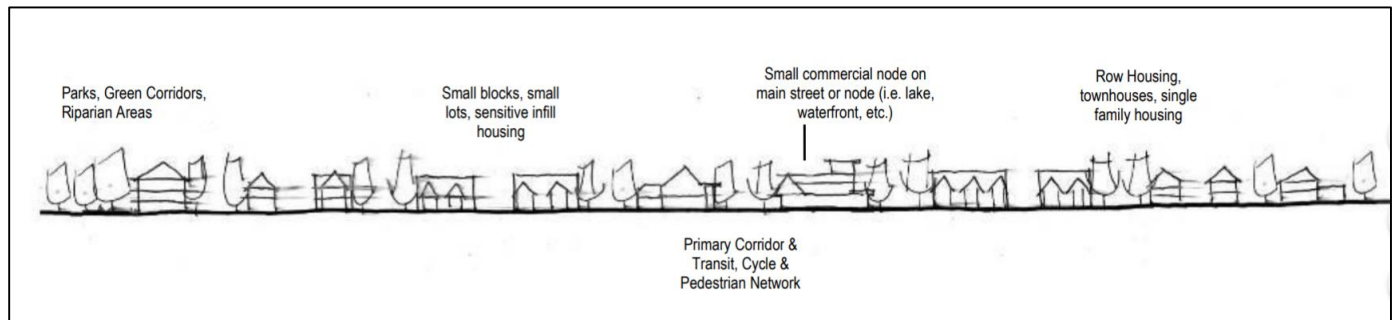 Parks, Green Corridors,
Riparian Areas
Small blocks, small
lots, sensitive infill
housing
Small commercial node on
main street or node (i.e. lake,
waterfront, etc.)
Row Housing,
townhouses, single
family housing
Primary Corridor &
Transit, Cycle &
Pedestrian Network